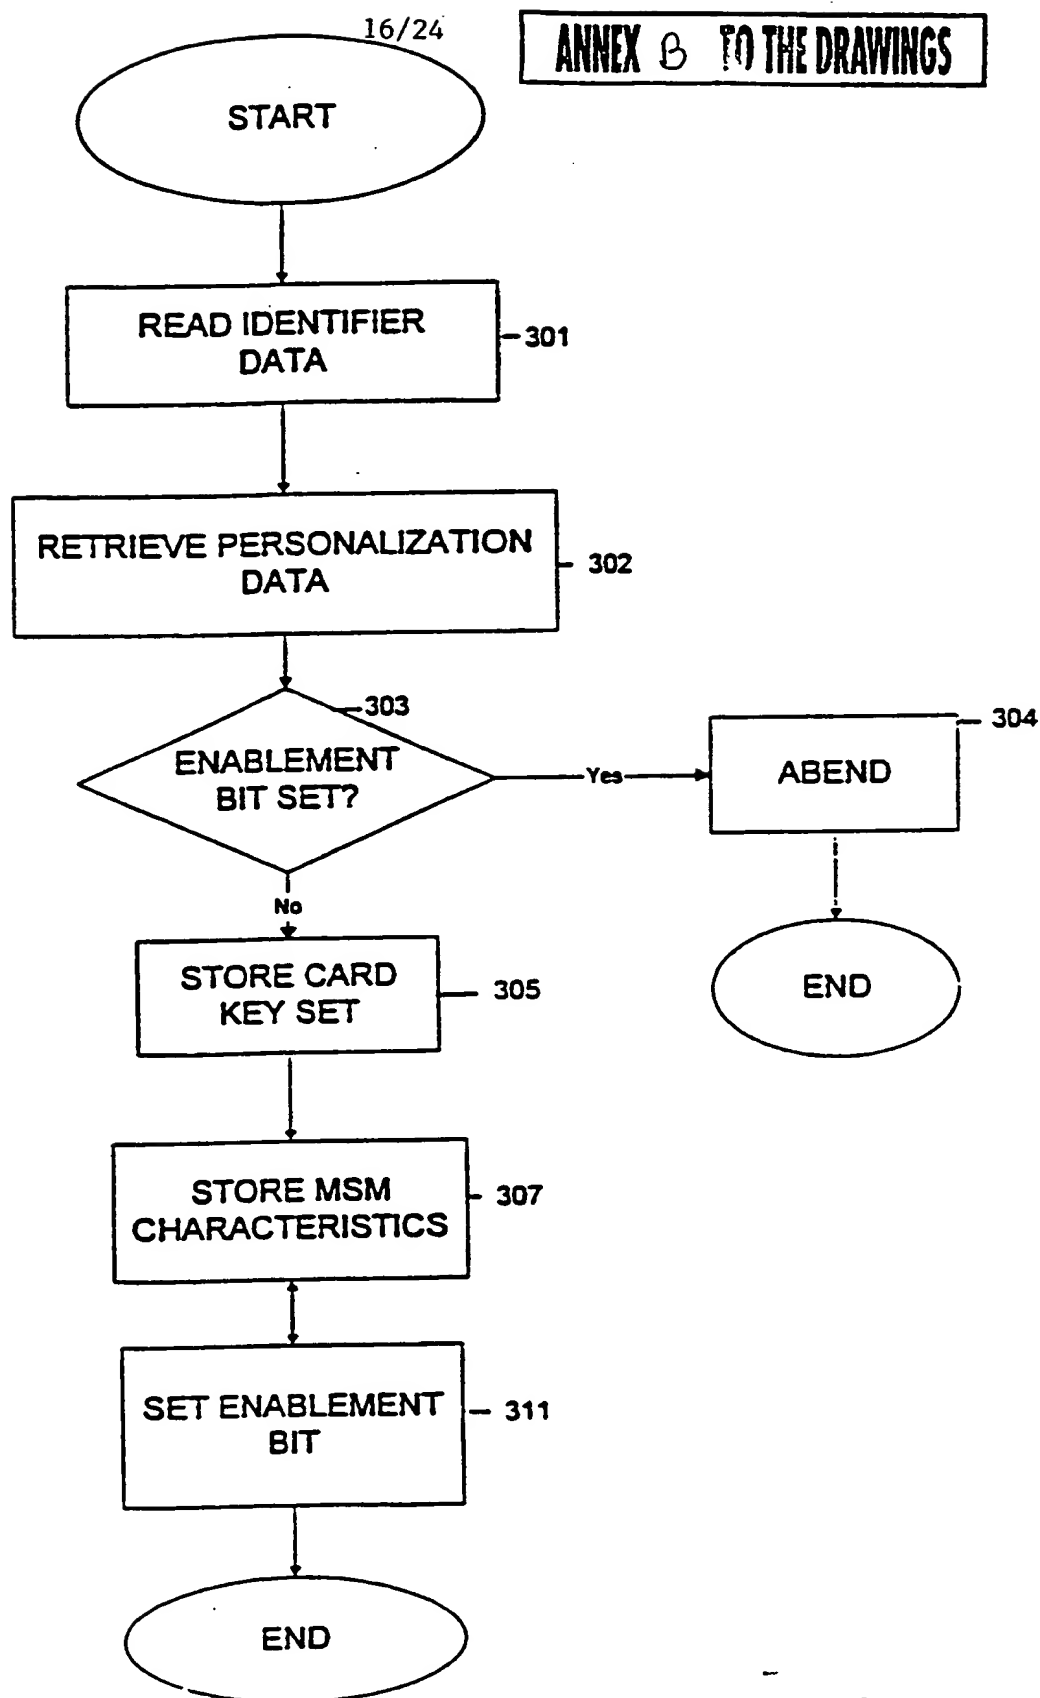 16/24
ANNEX B TO THE DRAWINGS
START
READ IDENTIFIER
DATA
301
RETRIEVE PERSONALIZATION
DATA
302
303
ENABLEMENT
BIT SET?
Yes
304
ABEND
No
END
STORE CARD
KEY SET
305
STORE MSM
CHARACTERISTICS
307
SET ENABLEMENT
BIT
311
END